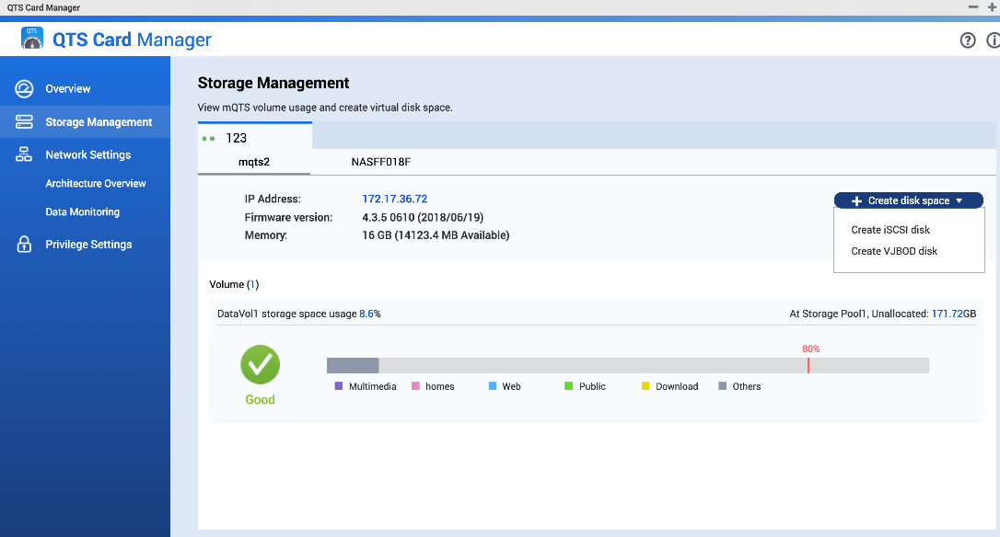 QTS Card Manager
QTS
QTS Card Manager
Overview
Storage Management
Network Settings
Architecture Overview
Data Monitoring
Privilege Settings
Storage Management
View mQTS volume usage and create virtual disk space.
123
mqts2 NASFF018F
IP Address: 172.17.36.72
Firmware version: 4.3.5 0610 (2018/06/19)
Memory: 16 GB (14123.4 MB Available)
Create disk space
Create iSCSI disk
Create VJBOD disk
Volume (1)
DataVol1 storage space usage 8.6% At Storage Pool1, Unallocated: 171.72GB
80%
Good
Multimedia homes Web Public Download Others